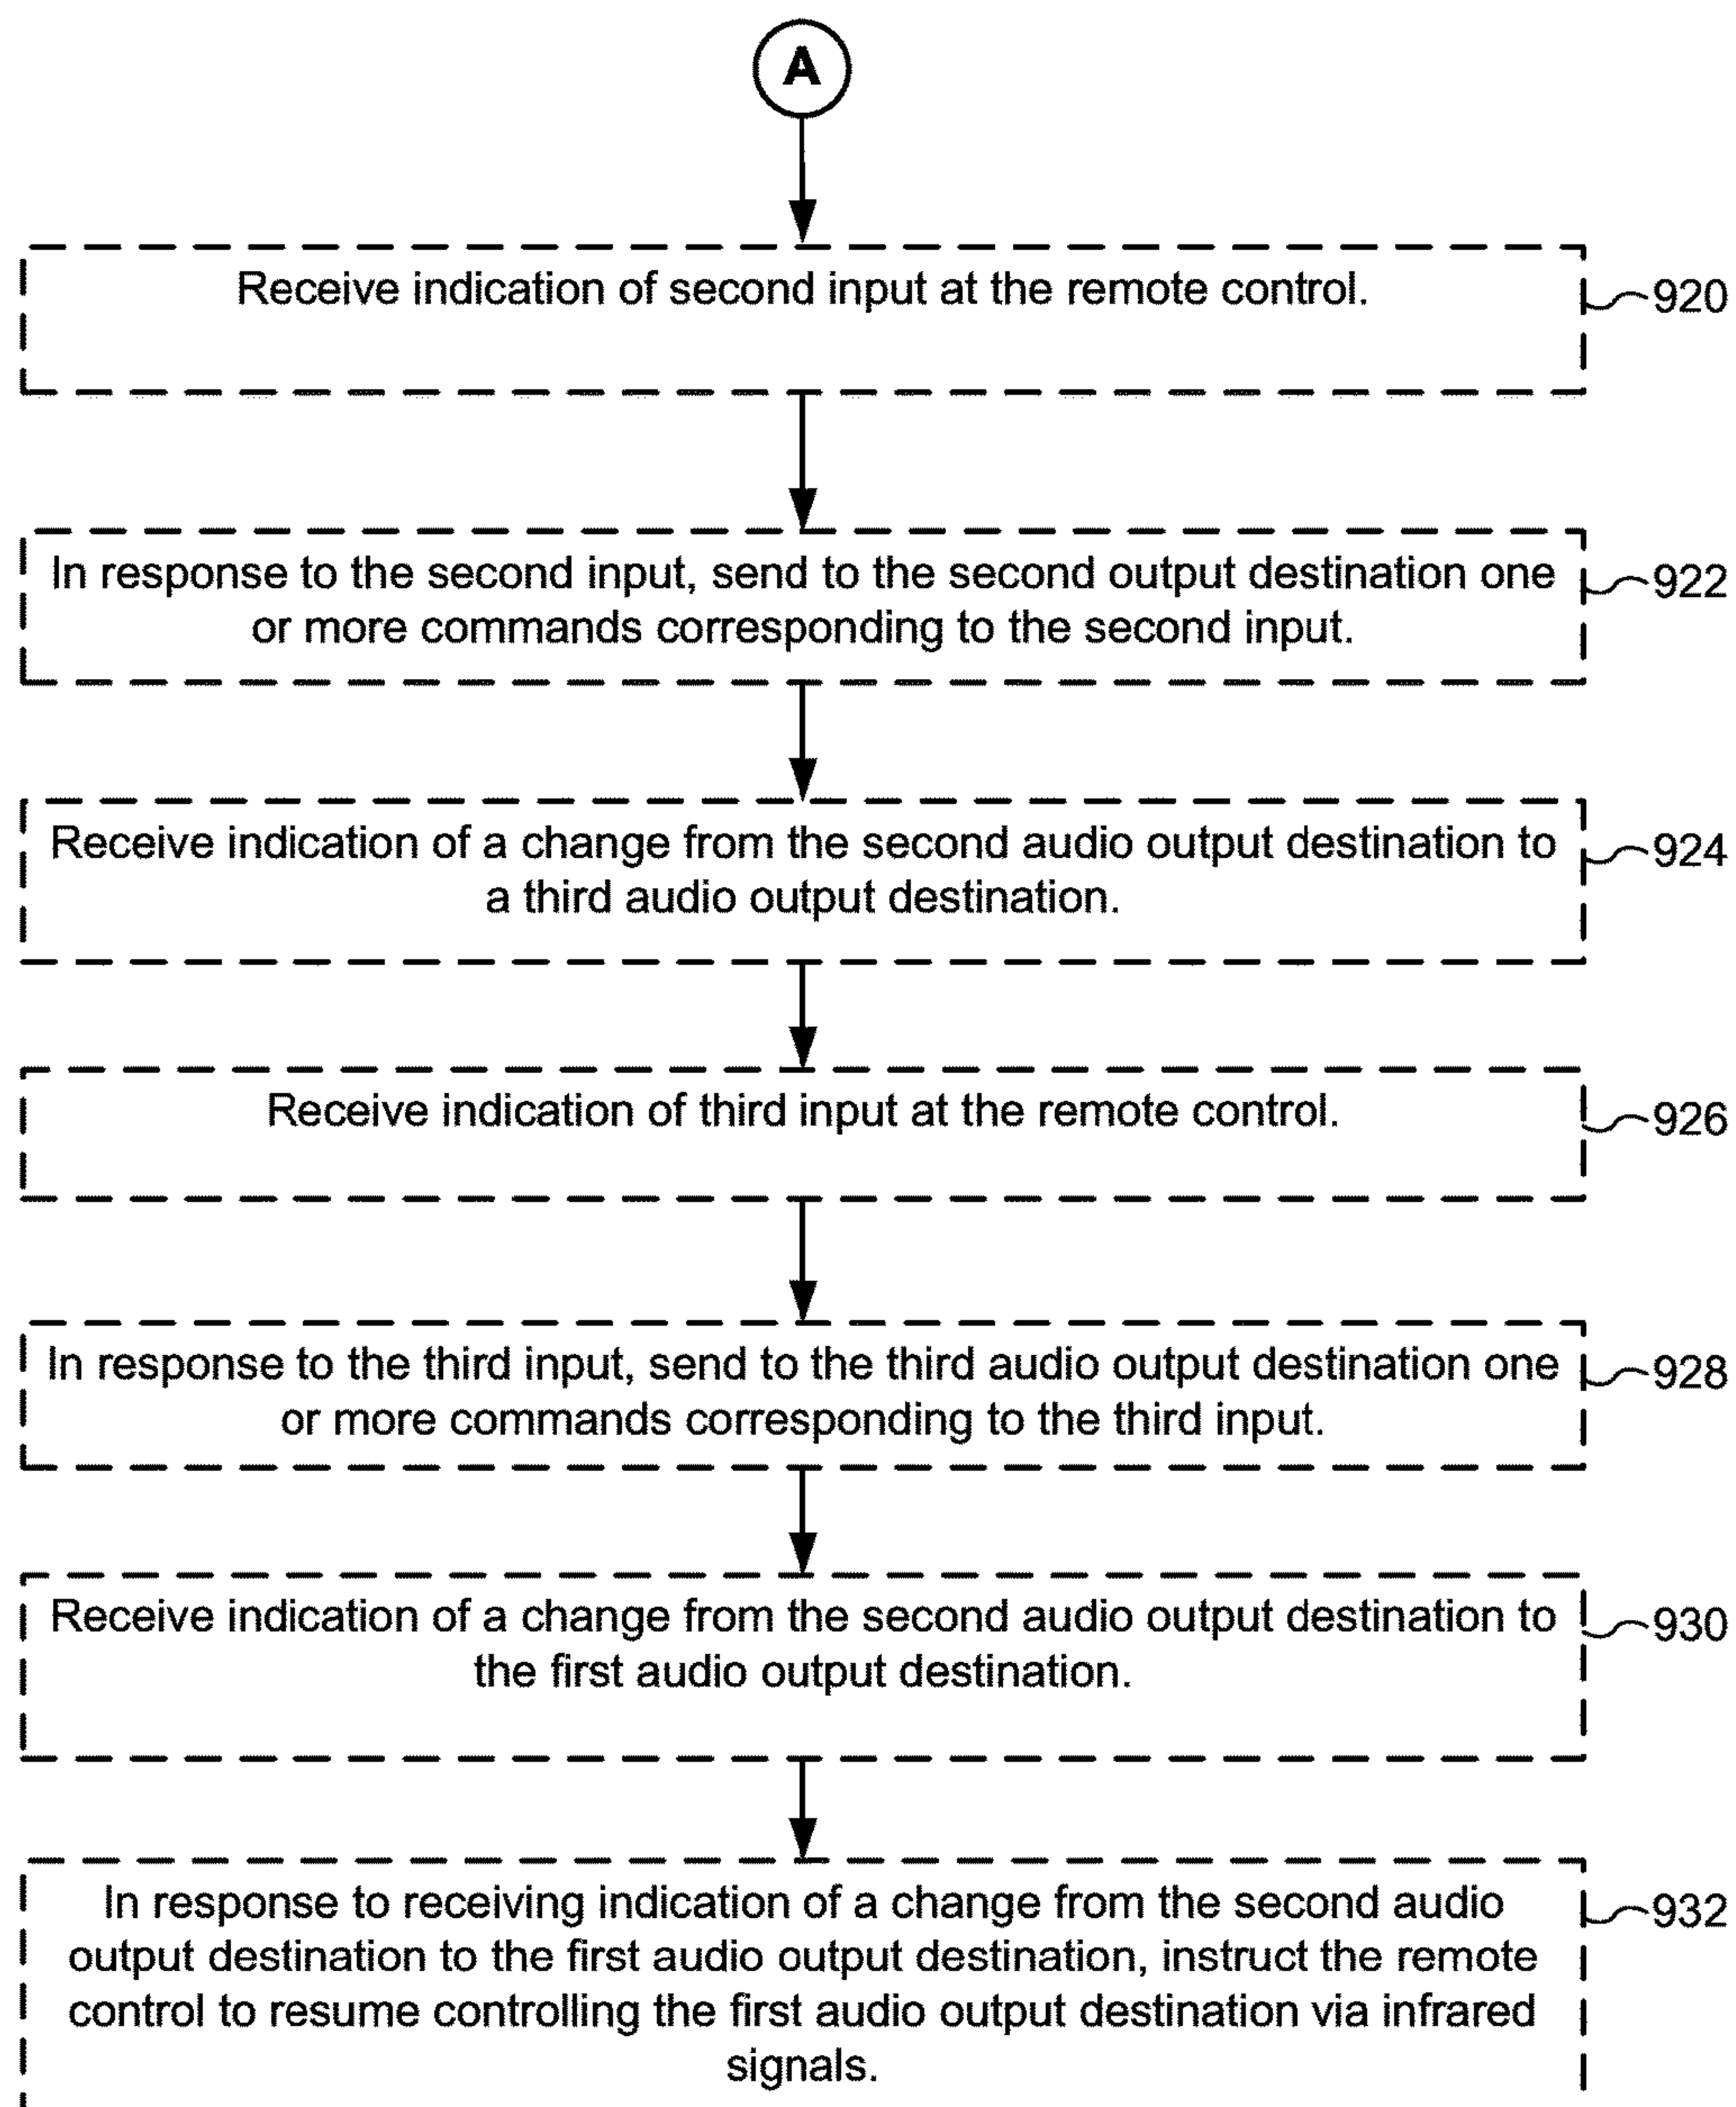 A
Receive indication of second input at the remote control.
920
In response to the second input, send to the second output destination one
or more commands corresponding to the second input.
922
Receive indication of a change from the second audio output destination to
a third audio output destination.
924
Receive indication of third input at the remote control.
926
In response to the third input, send to the third audio output destination one
or more commands corresponding to the third input.
928
Receive indication of a change from the second audio output destination to
the first audio output destination.
930
In response to receiving indication of a change from the second audio
output destination to the first audio output destination, instruct the remote
control to resume controlling the first audio output destination via infrared
signals.
932